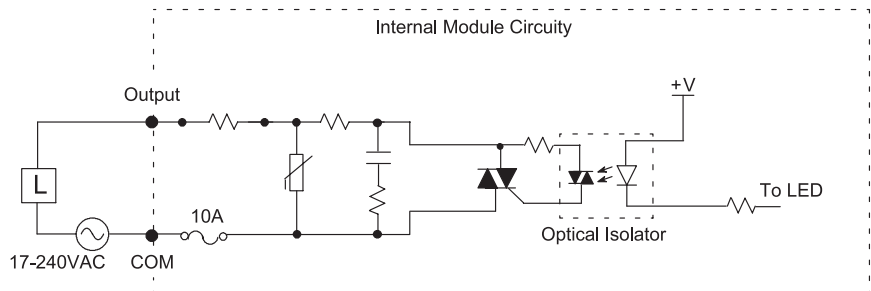 Internal Module Circuity
Output
+V
L
10A
To LED
Optical Isolator
17-240VAC
COM